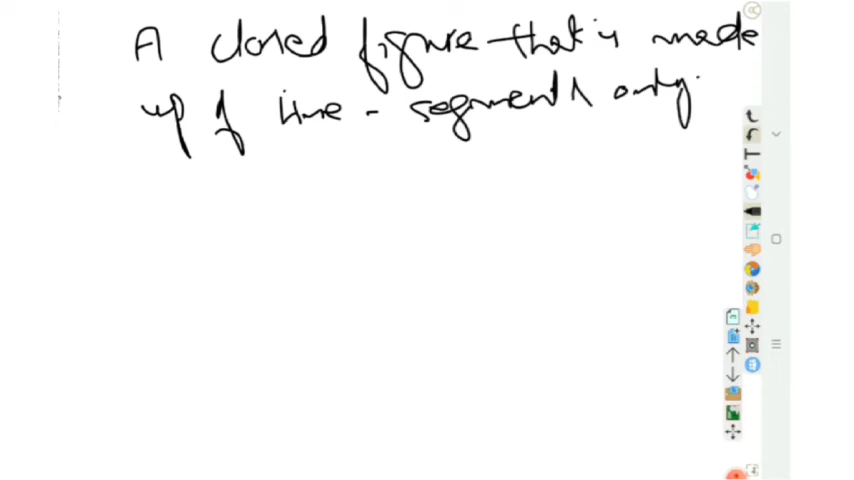 A closed figure that is made
up of line - segments only.